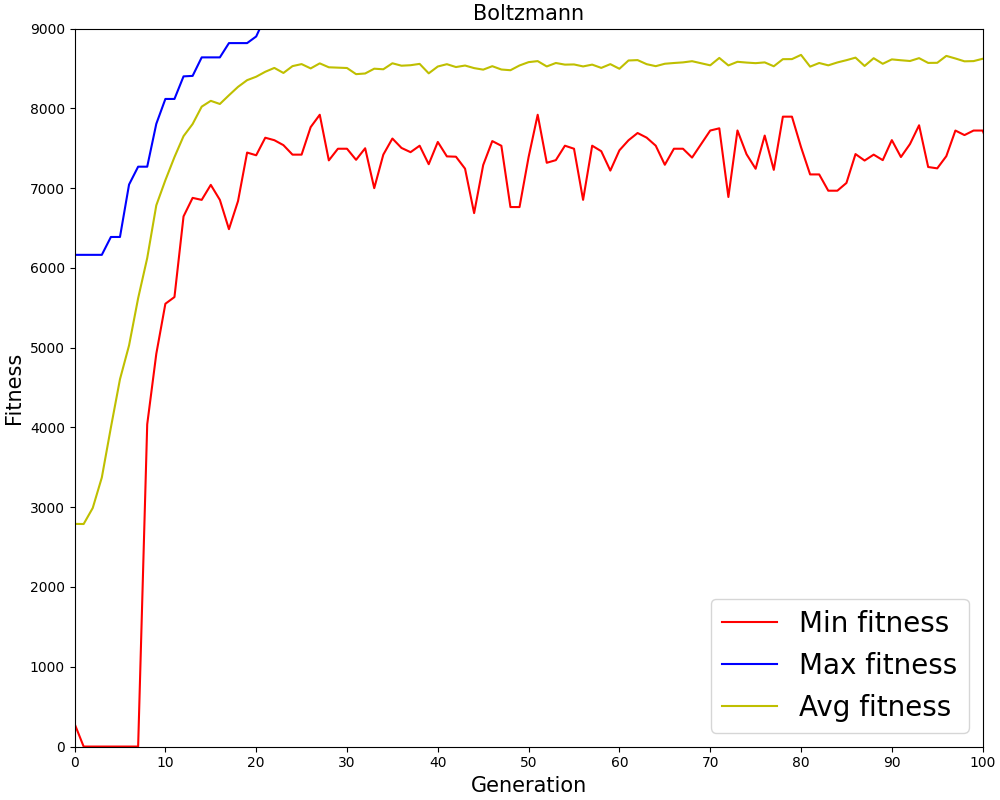 Boltzmann
9000
8000
7000
6000
5000
4000
3000
2000
1000
0
Fitness
Min fitness
Max fitness
Avg fitness
0 10 20 30 40 50 60 70 80 90 100
Generation